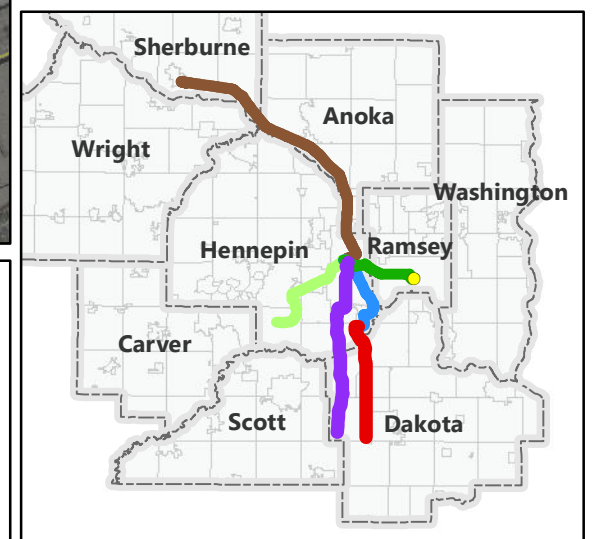 Sherburne
Anoka
Wright
Washington
Hennepin
Ramsey
Carver
Scott
Dakota